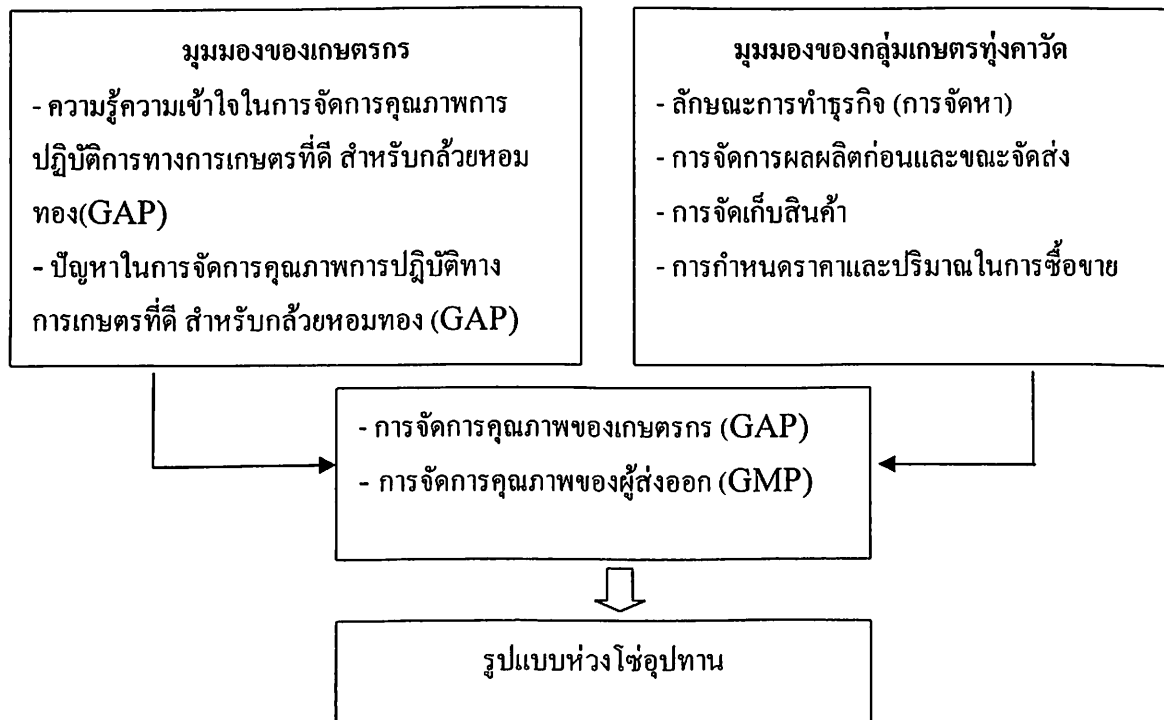 มุมมองของเกษตรกร
- ความรู้ความเข้าใจในการจัดการคุณภาพการ
ปฏิบัติการทางการเกษตรที่ดี สำหรับกล้วยหอม
ทอง(GAP)
- ปัญหาในการจัดการคุณภาพการปฏิบัติทาง
การเกษตรที่ดี สำหรับกล้วยหอมทอง (GAP)
มุมมองของกลุ่มเกษตรทุ่งคาวัด
- ลักษณะการทำธุรกิจ (การจัดหา)
- การจัดการผลผลิตก่อนและขณะจัดส่ง
- การจัดเก็บสินค้า
- การกำหนดราคาและปริมาณในการซื้อขาย
- การจัดการคุณภาพของเกษตรกร (GAP)
- การจัดการคุณภาพของผู้ส่งออก (GMP)
รูปแบบห่วงโซ่อุปทาน